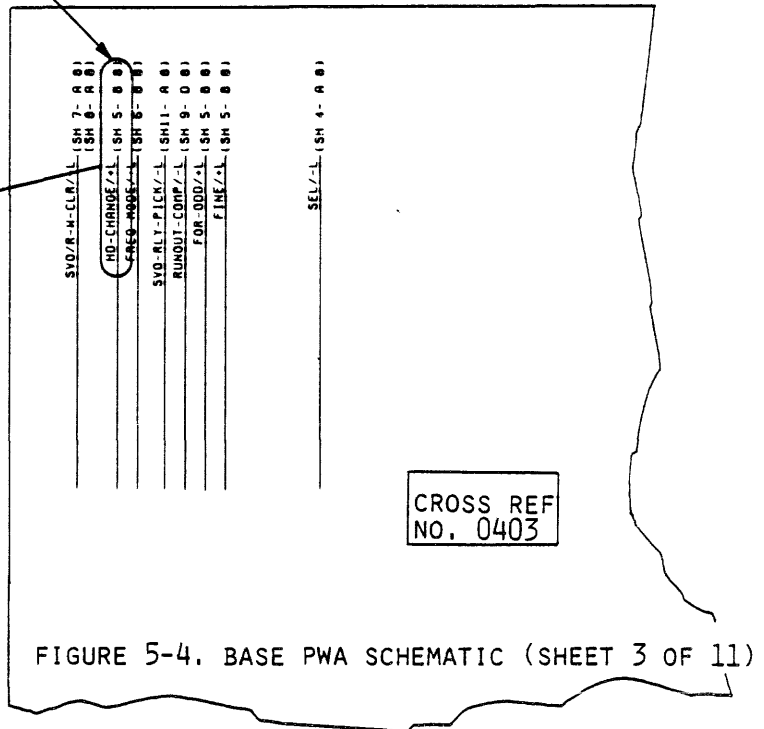 SVO/R-W-CLR/-L (SH 7- A 8)
(SH 8- A 8)
HD-CHANGE/+L (SH 5- B 8)
FREQ-MODE/-L (SH 6- B 8)
SVO-RLY-PICK/-L (SH11- A 8)
RUNOUT-COMP/-L (SH 9- D 8)
FOR-ODD/+L (SH 5- B 8)
FINE/+L (SH 5- B 8)
SEL/-L (SH 4- A 8)
CROSS REF
NO. 0403
FIGURE 5-4. BASE PWA SCHEMATIC (SHEET 3 OF 11)